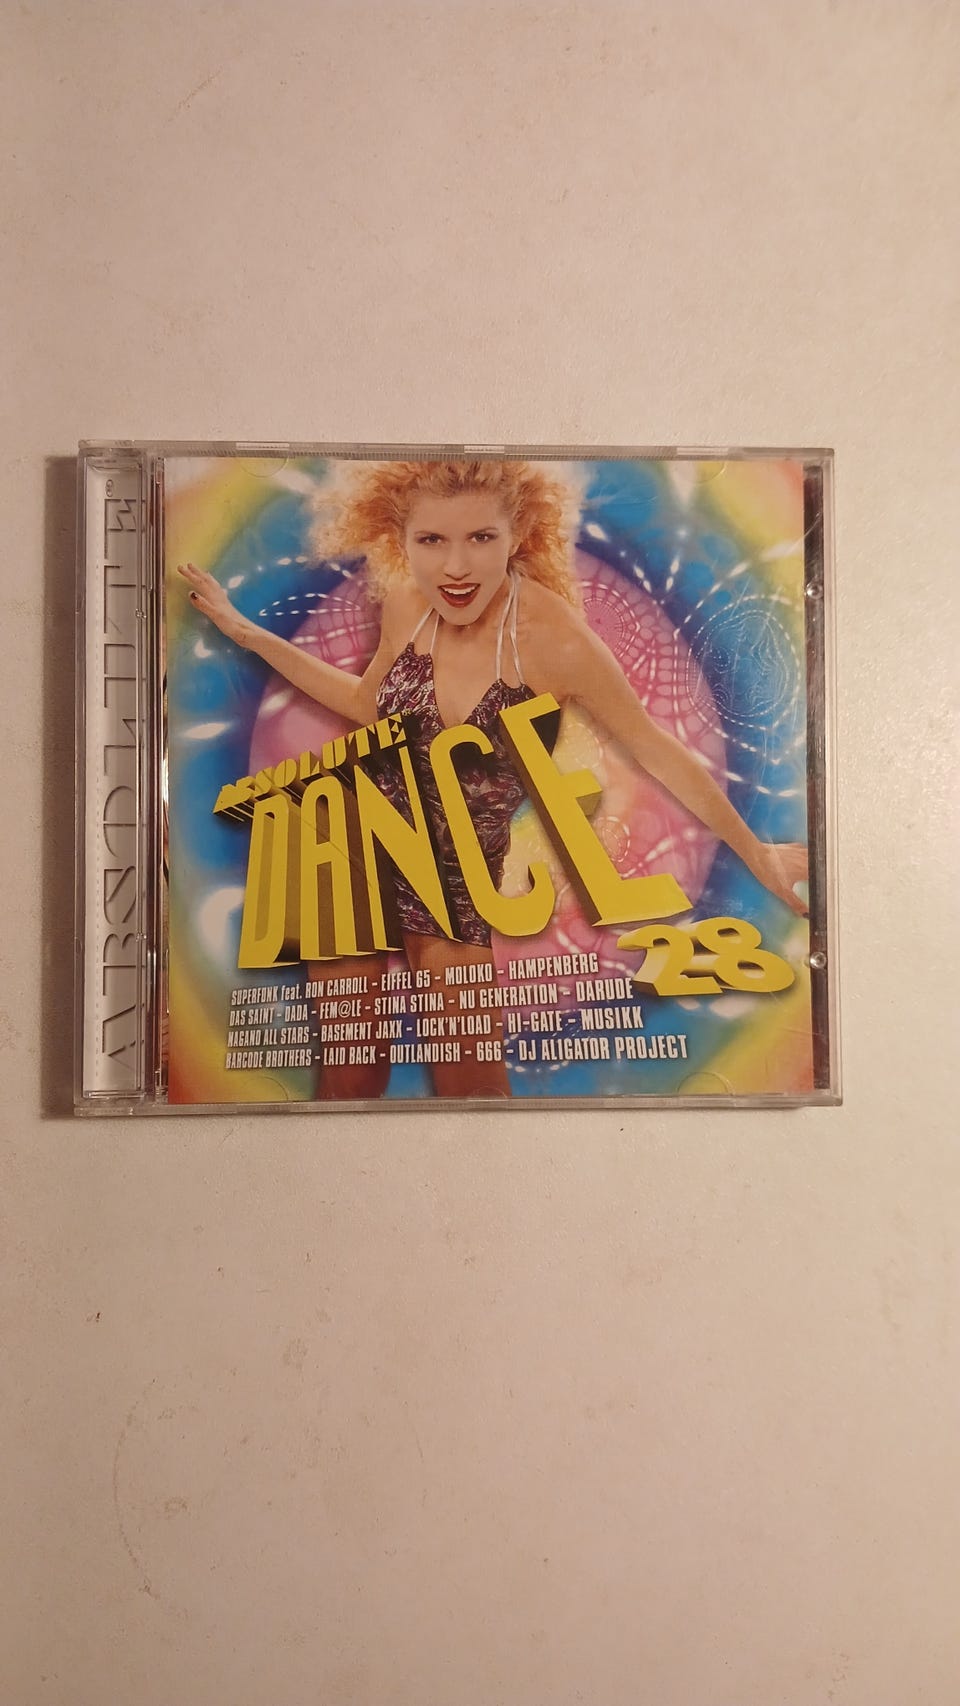 ABSOLUTE®
ABSOLUTE®
DANCE
28
SUPERFUNK feat. RON CARROLL - EIFFEL 65 - MOLOKO - HAMPENBERG
DAS SAINT - DADA - FEM@LE - STINA STINA - NU GENERATION - DARUDE
NAGANO ALL STARS - BASEMENT JAXX - LOCK'N'LOAD - HI-GATE - MUSIKK
BARCODE BROTHERS - LAID BACK - OUTLANDISH - 666 - DJ ALIGATOR PROJECT